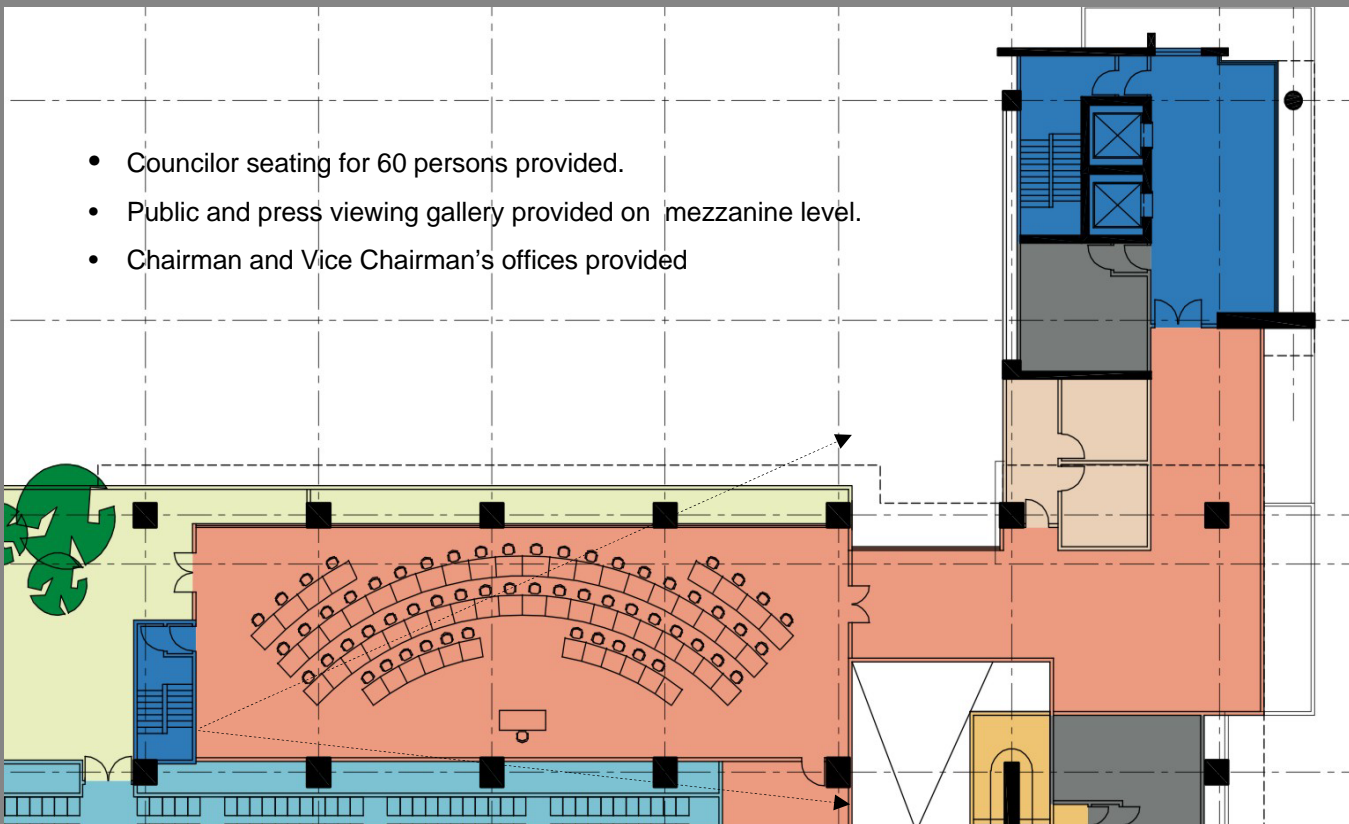 • Councilor seating for 60 persons provided.
• Public and press viewing gallery provided on mezzanine level.
• Chairman and Vice Chairman’s offices provided